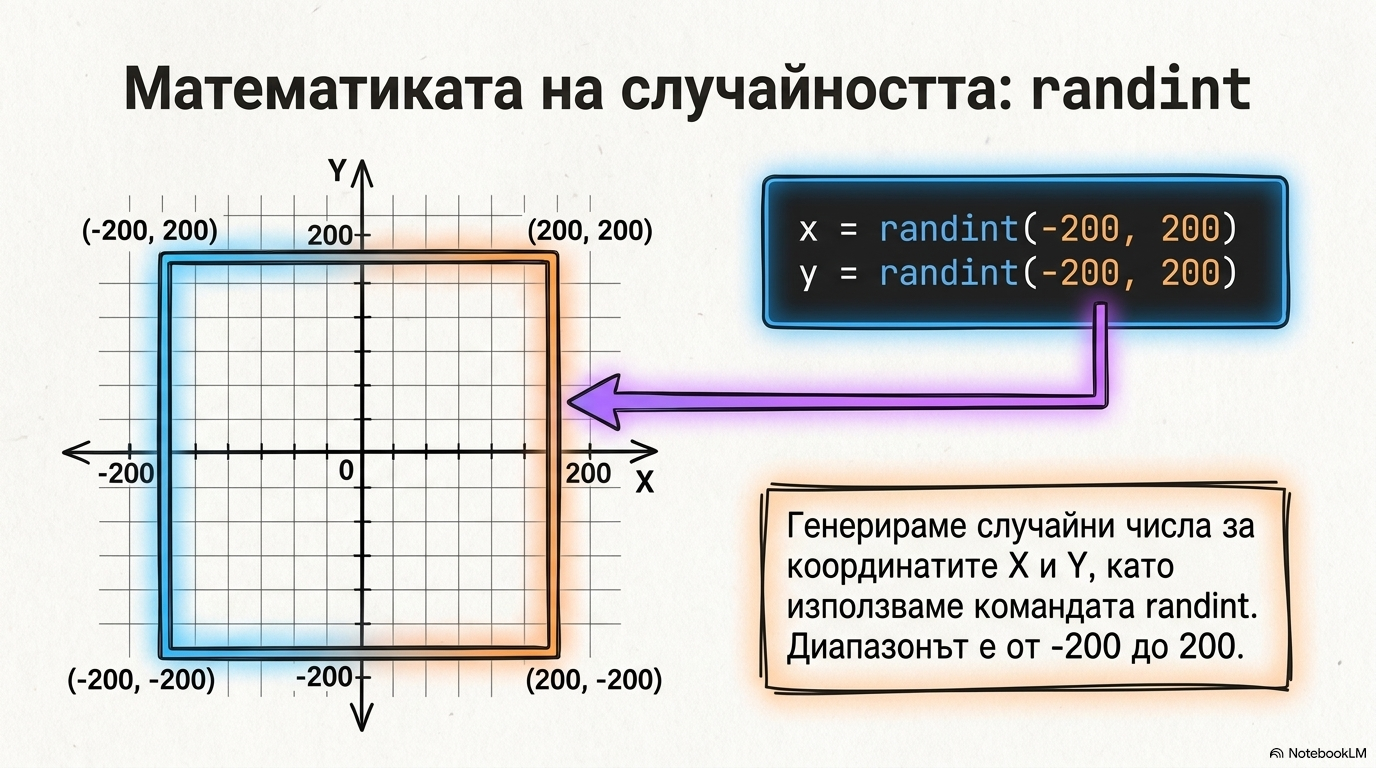 Математиката на случайността: randint
Y
(-200, 200)
200
(200, 200)
-200
0
200
X
(-200, -200)
-200
(200, -200)
x = randint(-200, 200)
y = randint(-200, 200)
Генерираме случайни числа за
координатите X и Y, като
използваме командата randint.
Диапазонът е от -200 до 200.
NotebookLM